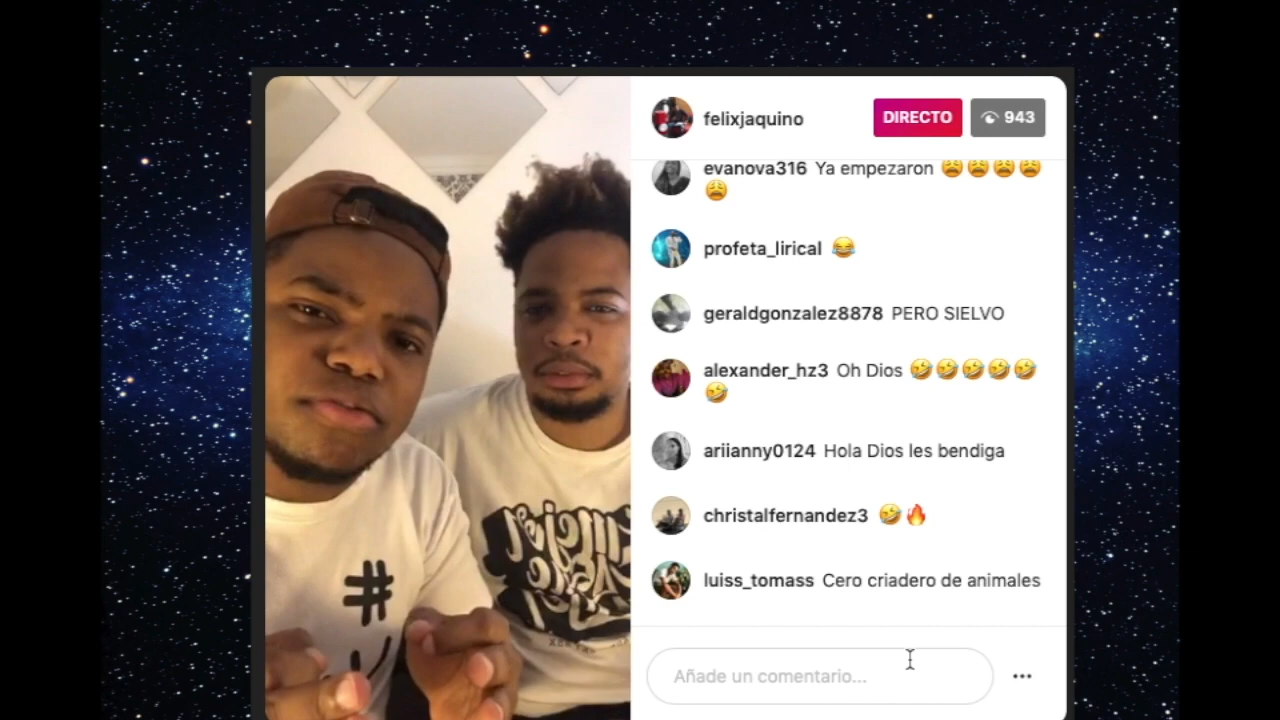 felixjaquino
DIRECTO
943
evanova316 Ya empezaron 😩😩😩😩
😩
profeta_lirical 😂
geraldgonzalez8878 PERO SIELVO
alexander_hz3 Oh Dios 🤣🤣🤣🤣🤣
🤣
ariianny0124 Hola Dios les bendiga
christalfernandez3 🤣🔥
luiss_tomass Cero criadero de animales
Añade un comentario...
#